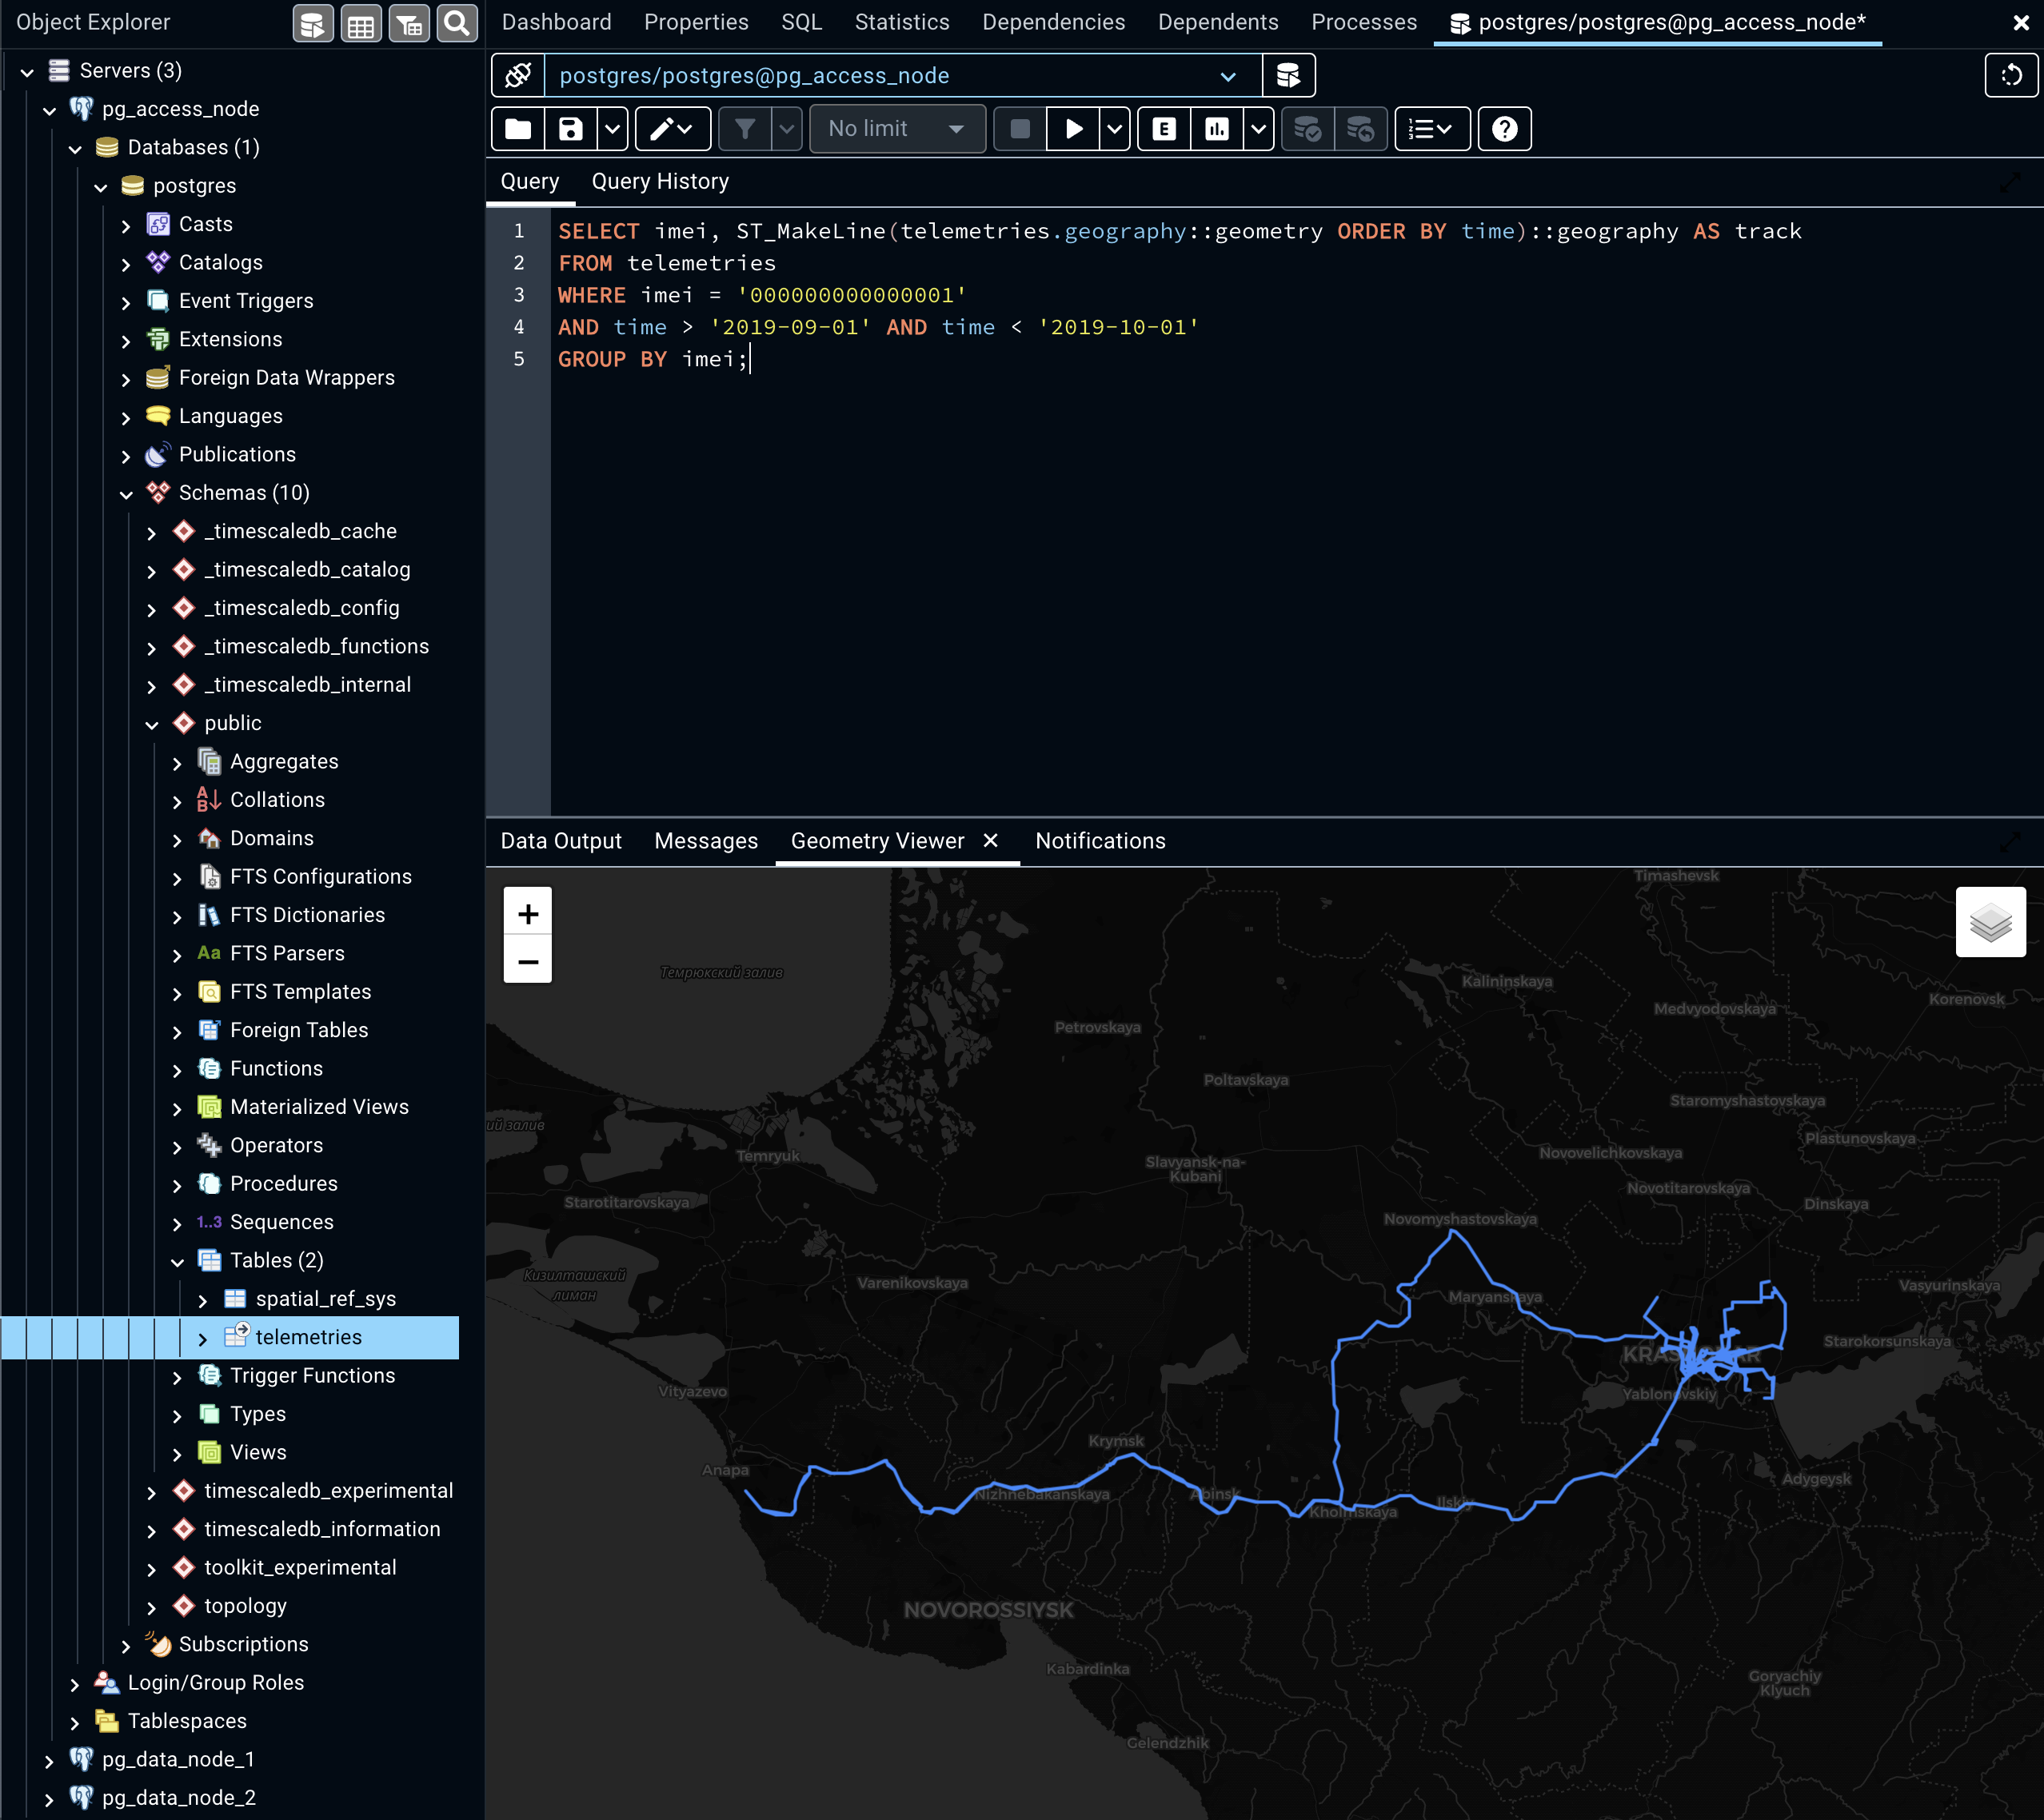 Object Explorer
Servers (3)
pg_access_node
Databases (1)
postgres
Casts
Catalogs
Event Triggers
Extensions
Foreign Data Wrappers
Languages
Publications
Schemas (10)
_timescaledb_cache
_timescaledb_catalog
_timescaledb_config
_timescaledb_functions
_timescaledb_internal
public
Aggregates
Collations
Domains
FTS Configurations
FTS Dictionaries
Aa FTS Parsers
FTS Templates
Foreign Tables
Functions
Materialized Views
Operators
Procedures
1..3 Sequences
Tables (2)
spatial_ref_sys
telemetries
Trigger Functions
Types
Views
timescaledb_experimental
timescaledb_information
toolkit_experimental
topology
Subscriptions
Login/Group Roles
Tablespaces
pg_data_node_1
pg_data_node_2
Dashboard Properties SQL Statistics Dependencies Dependents Processes postgres/postgres@pg_access_node*
postgres/postgres@pg_access_node
No limit
E
Query Query History
1 SELECT imei, ST_MakeLine(telemetries.geography::geometry ORDER BY time)::geography AS track
2 FROM telemetries
3 WHERE imei = '000000000000001'
4 AND time > '2019-09-01' AND time < '2019-10-01'
5 GROUP BY imei;
Data Output Messages Geometry Viewer Notifications
+
−
Timashevsk
Темрюкский залив
Kalininskaya
Korenovsk
Medvyodovskaya
Petrovskaya
Poltavskaya
Staromyshastovskaya
ий залив
Plastunovskaya
Temryuk
Novovelichkovskaya
Slavyansk-na-
Kubani
Novotitarovskaya
Starotitarovskaya
Dinskaya
Novomyshastovskaya
Кизилташский
лиман
Varenikovskaya
Vasyurinskaya
Maryanskaya
Starokorsunskaya
KRASNODAR
Vityazevo
Yablonovskiy
Krymsk
Anapa
Adygeysk
Nizhnebakanskaya
Abinsk
Ilskiy
Kholmskaya
NOVOROSSIYSK
Kabardinka
Goryachiy
Klyuch
Gelendzhik